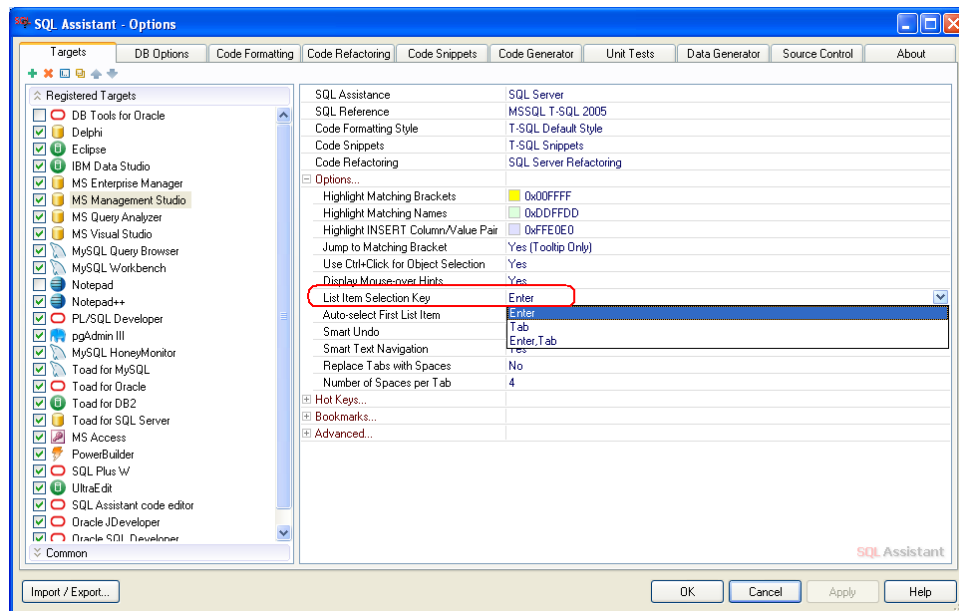 SQL Assistant - Options
Targets DB Options Code Formatting Code Refactoring Code Snippets Code Generator Unit Tests Data Generator Source Control About
Registered Targets
DB Tools for Oracle
Delphi
Eclipse
IBM Data Studio
MS Enterprise Manager
MS Management Studio
MS Query Analyzer
MS Visual Studio
MySQL Query Browser
MySQL Workbench
Notepad
Notepad++
PL/SQL Developer
pgAdmin III
MySQL HoneyMonitor
Toad for MySQL
Toad for Oracle
Toad for DB2
Toad for SQL Server
MS Access
PowerBuilder
SQL Plus W
UltraEdit
SQL Assistant code editor
Oracle JDeveloper
Oracle SQL Developer
Common
SQL Assistance SQL Server
SQL Reference MSSQL T-SQL 2005
Code Formatting Style T-SQL Default Style
Code Snippets T-SQL Snippets
Code Refactoring SQL Server Refactoring
Options...
Highlight Matching Brackets 0x00FFFF
Highlight Matching Names 0xDDFFDD
Highlight INSERT Column/Value Pair 0xFFE0E0
Jump to Matching Bracket Yes (Tooltip Only)
Use Ctrl+Click for Object Selection Yes
Display Mouse-over Hints Yes
List Item Selection Key Enter
Auto-select First List Item Enter
Smart Undo Tab
Enter,Tab
Smart Text Navigation Yes
Replace Tabs with Spaces No
Number of Spaces per Tab 4
Hot Keys...
Bookmarks...
Advanced...
SQL Assistant
Import / Export... OK Cancel Apply Help